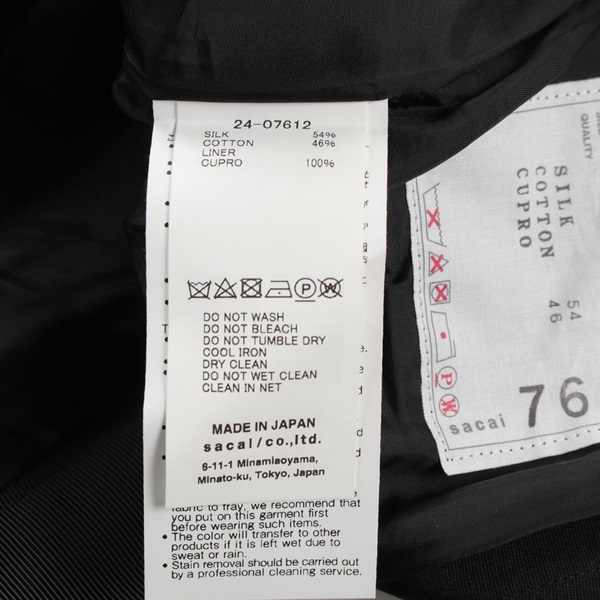 24-07612
SILK 54%
COTTON 46%
LINER
CUPRO 100%
DO NOT WASH
DO NOT BLEACH
DO NOT TUMBLE DRY
COOL IRON
DRY CLEAN
DO NOT WET CLEAN
CLEAN IN NET
MADE IN JAPAN
sacai/co.,ltd.
6-11-1 Minamiaoyama,
Minato-ku, Tokyo, Japan
fabric to fray, we recommend that
you put on this garment first
before wearing such items.
• The color will transfer to other
products if it is left wet due to
sweat or rain.
• Stain removal should be carried out
by a professional cleaning service.
QUALITY
SILK 54
COTTON 46
CUPRO
P
sacai 76